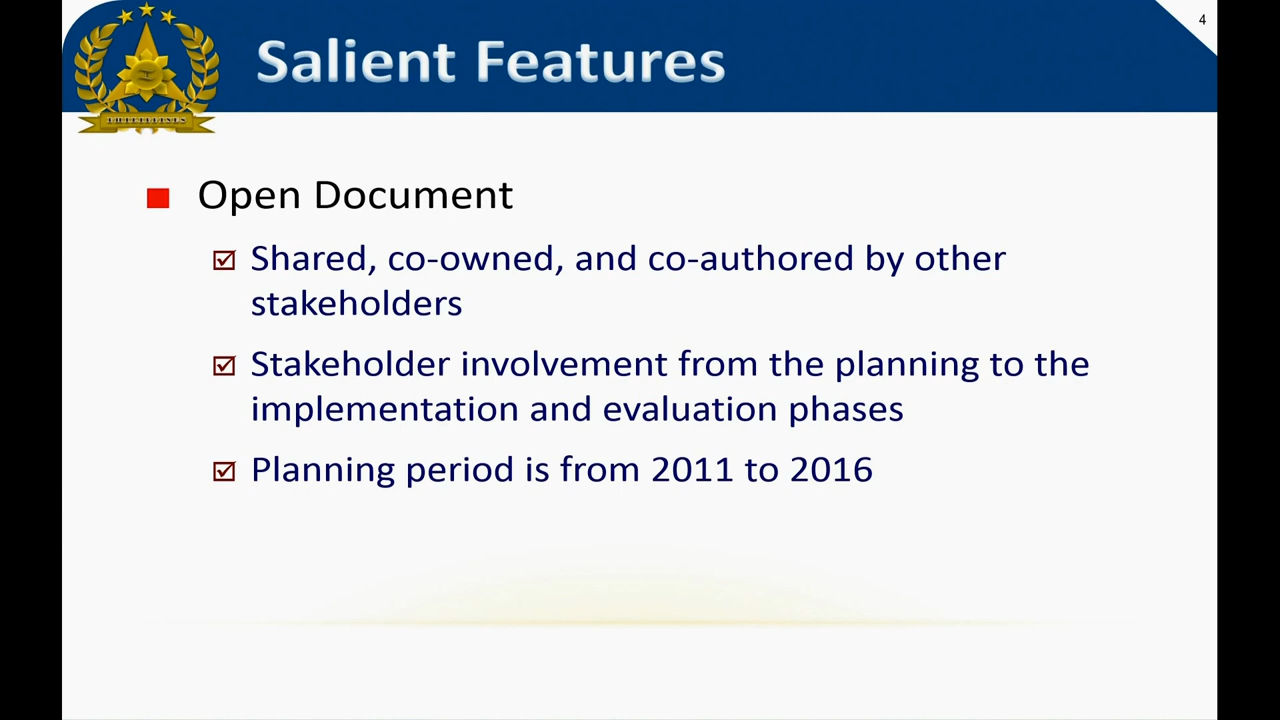 4
Salient Features
PHILIPPINES
Open Document
Shared, co-owned, and co-authored by other
stakeholders
Stakeholder involvement from the planning to the
implementation and evaluation phases
Planning period is from 2011 to 2016